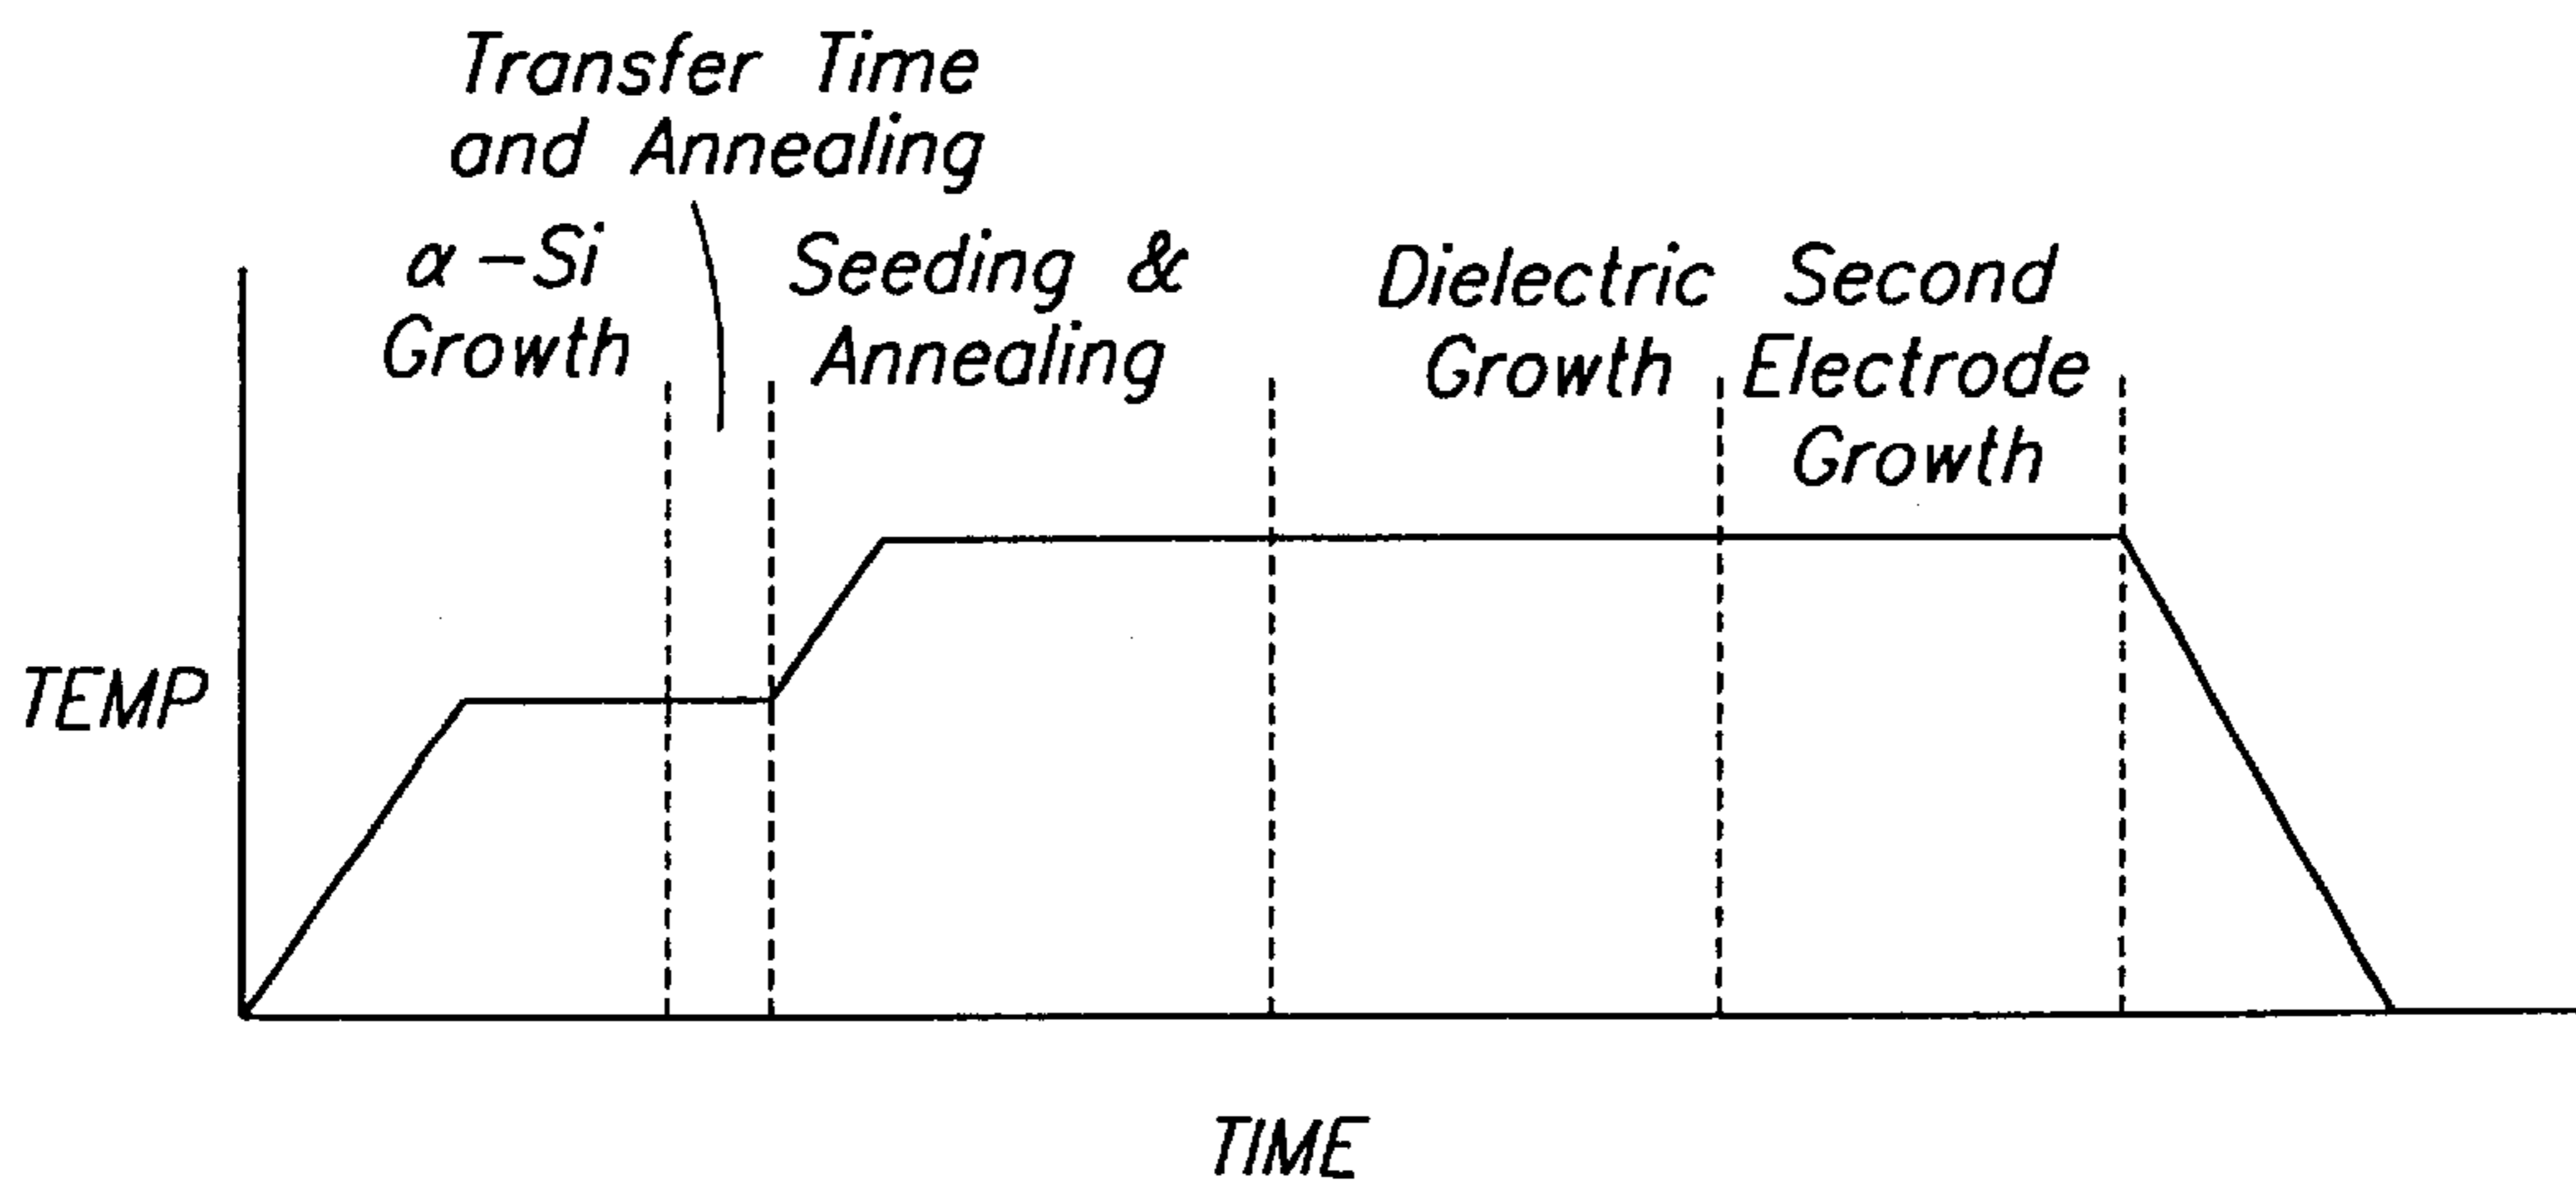 Transfer Time
and Annealing
α-Si
Growth
Seeding &
Annealing
Dielectric
Growth
Second
Electrode
Growth
TEMP
TIME